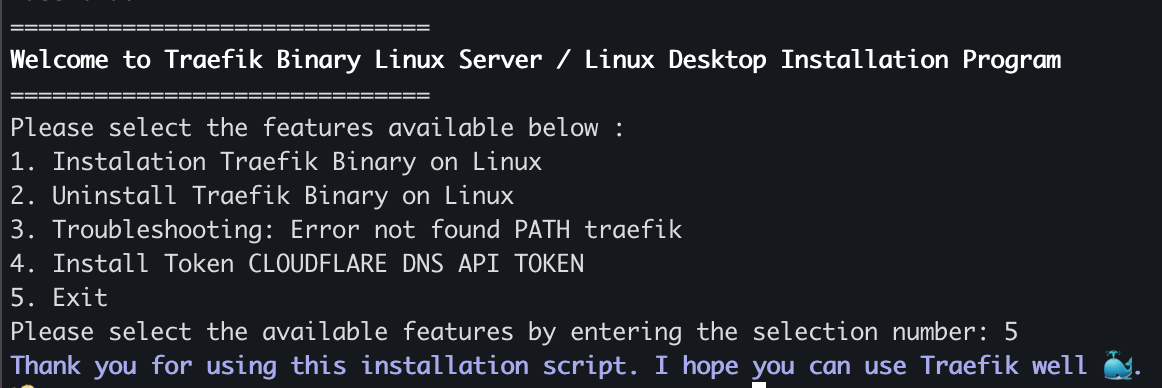 ==============================
Welcome to Traefik Binary Linux Server / Linux Desktop Installation Program
==============================
Please select the features available below :
1. Instalation Traefik Binary on Linux
2. Uninstall Traefik Binary on Linux
3. Troubleshooting: Error not found PATH traefik
4. Install Token CLOUDFLARE DNS API TOKEN
5. Exit
Please select the available features by entering the selection number: 5
Thank you for using this installation script. I hope you can use Traefik well 🐳.